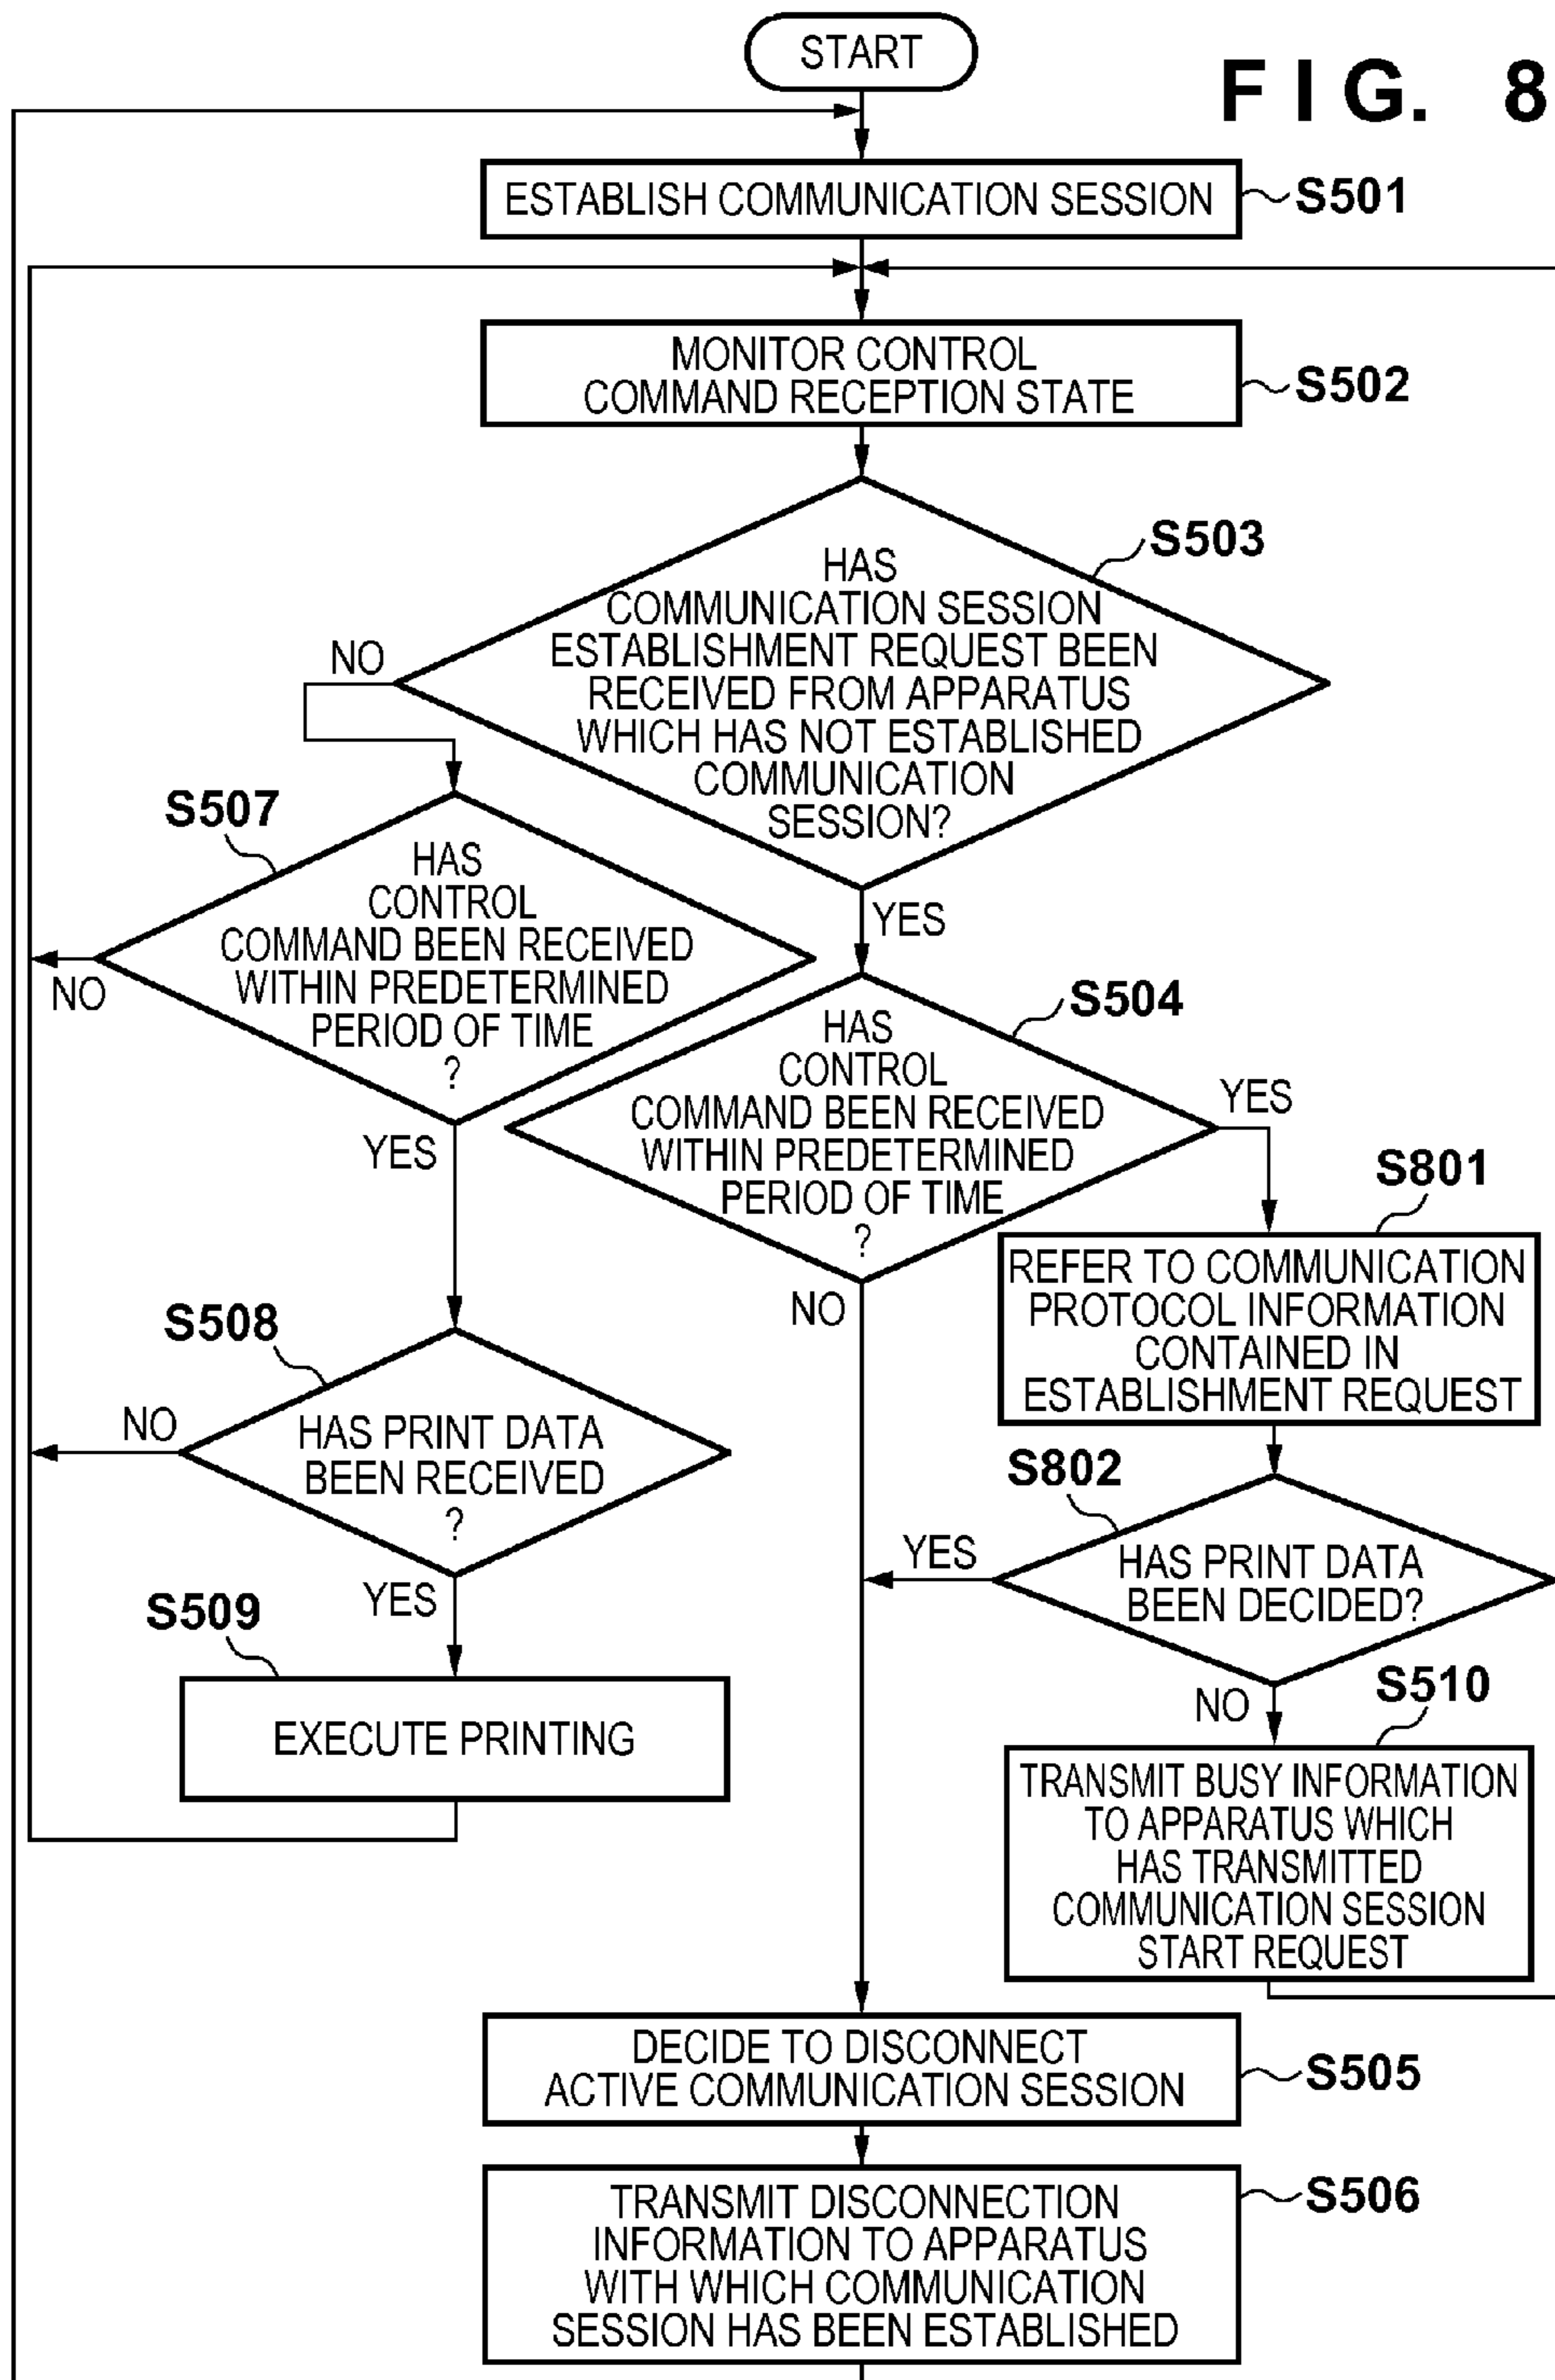 START
FIG. 8
ESTABLISH COMMUNICATION SESSION
S501
MONITOR CONTROL
COMMAND RECEPTION STATE
S502
S503
HAS
COMMUNICATION SESSION
ESTABLISHMENT REQUEST BEEN
RECEIVED FROM APPARATUS
WHICH HAS NOT ESTABLISHED
COMMUNICATION
SESSION?
NO
YES
S507
HAS
CONTROL
COMMAND BEEN RECEIVED
WITHIN PREDETERMINED
PERIOD OF TIME
?
NO
YES
S504
HAS
CONTROL
COMMAND BEEN RECEIVED
WITHIN PREDETERMINED
PERIOD OF TIME
?
YES
NO
S801
REFER TO COMMUNICATION
PROTOCOL INFORMATION
CONTAINED IN
ESTABLISHMENT REQUEST
S508
HAS PRINT DATA
BEEN RECEIVED
?
NO
YES
S802
HAS PRINT DATA
BEEN DECIDED?
YES
NO
S509
EXECUTE PRINTING
S510
TRANSMIT BUSY INFORMATION
TO APPARATUS WHICH
HAS TRANSMITTED
COMMUNICATION SESSION
START REQUEST
DECIDE TO DISCONNECT
ACTIVE COMMUNICATION SESSION
S505
TRANSMIT DISCONNECTION
INFORMATION TO APPARATUS
WITH WHICH COMMUNICATION
SESSION HAS BEEN ESTABLISHED
S506